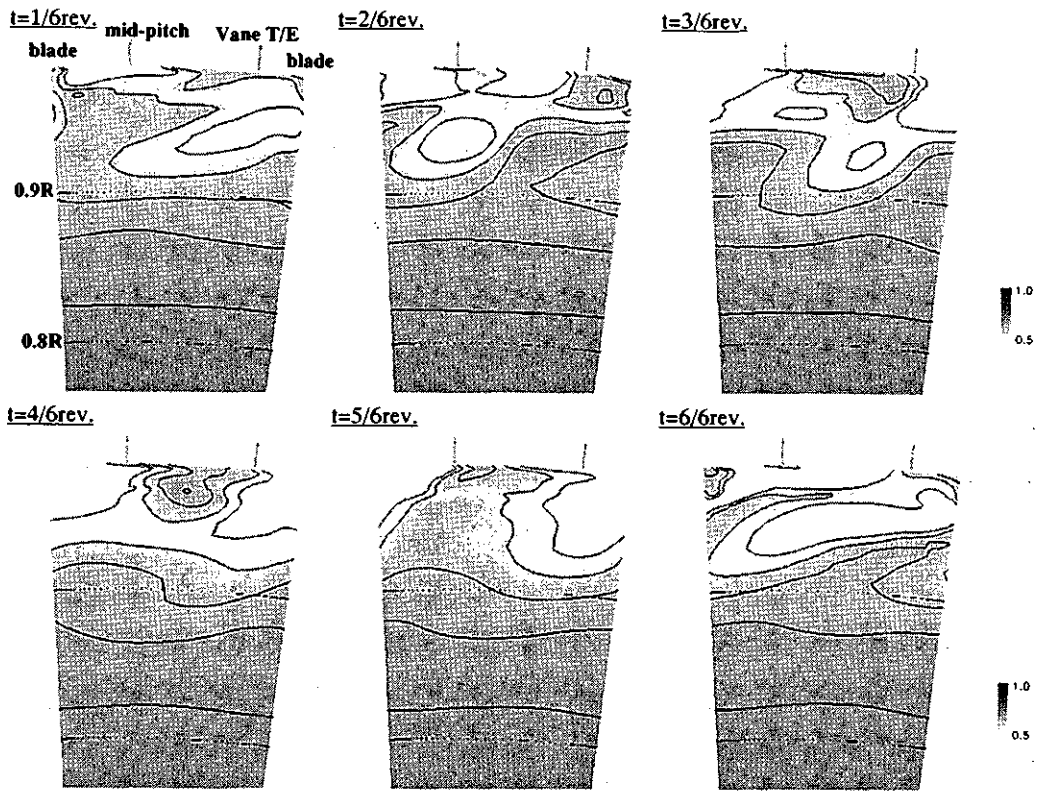 t=1/6rev.
mid-pitch
Vane T/E
blade
blade
0.9R
0.8R
t=2/6rev.
t=3/6rev.
1.0
0.5
t=4/6rev.
t=5/6rev.
t=6/6rev.
1.0
0.5